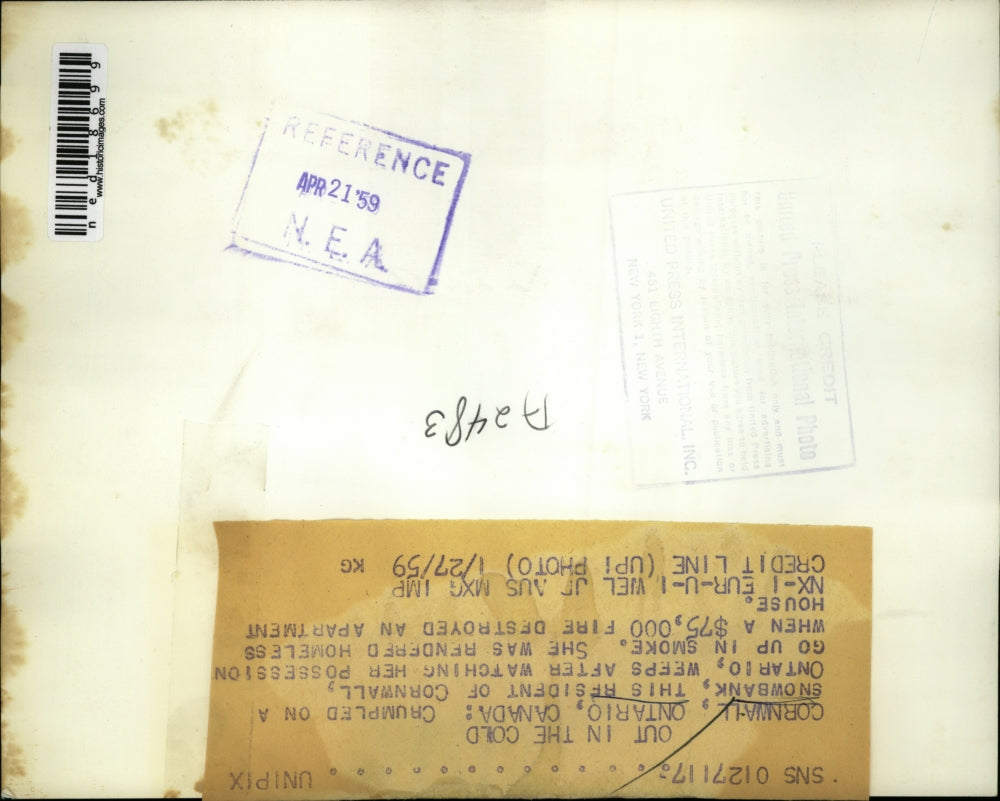 ned18699
www.historicimages.com
REFERENCE
APR 21 '59
N. E. A.
PLEASE CREDIT
United Press International Photo
UNITED PRESS INTERNATIONAL, INC.
461 EIGHTH AVENUE
NEW YORK 1, NEW YORK
A2483
SNS 0127117: . . . . . . . . . . . . . . . . UNIPIX
OUT IN THE COLD
CORNWALL, ONTARIO, CANADA: CRUMPLED ON A
SNOWBANK, THIS RESIDENT OF CORNWALL,
ONTARIO, WEEPS AFTER WATCHING HER POSSESSION
GO UP IN SMOKE. SHE WAS RENDERED HOMELESS
WHEN A $75,000 FIRE DESTROYED AN APARTMENT
HOUSE.
NX-1 EUR-U-1 WEL JF AUS MXG IMP
CREDIT LINE (UPI PHOTO) 1/27/59 KG